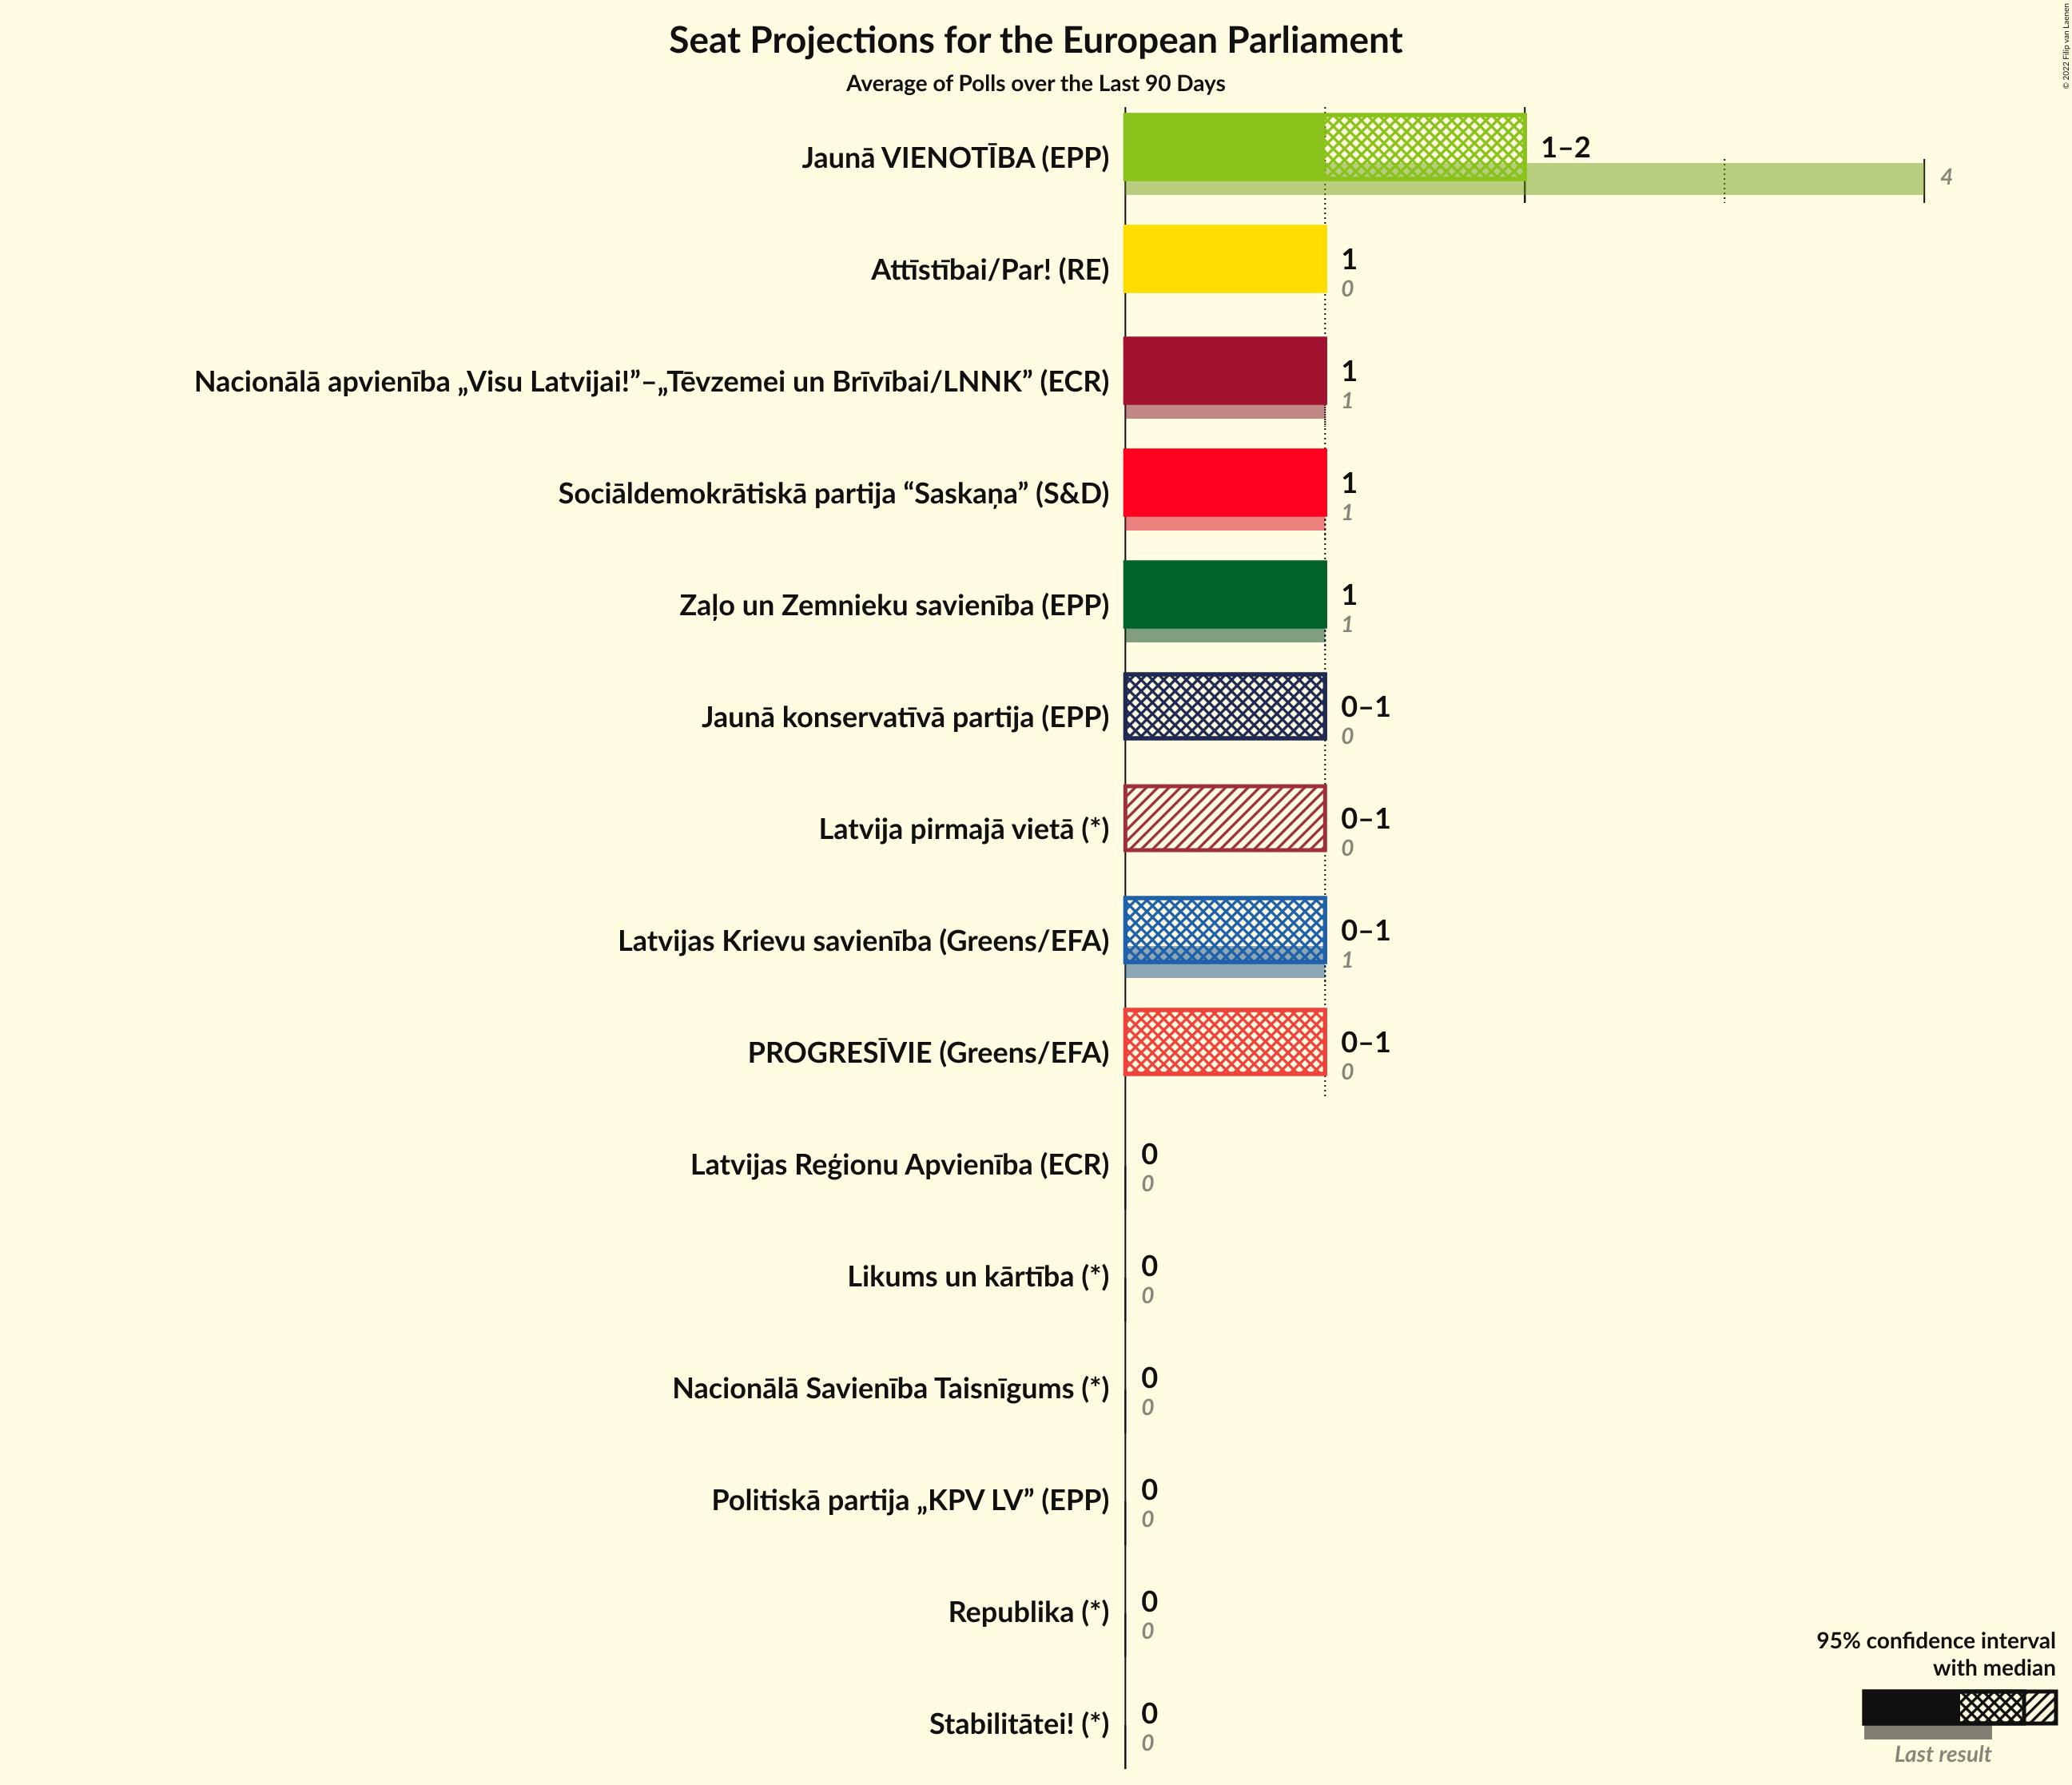 Seat Projections for the European Parliament
Average of Polls over the Last 90 Days
© 2022 Filip van Laenen
Jaunā VIENOTĪBA (EPP)
1–2
4
Attīstībai/Par! (RE)
1
0
Nacionālā apvienība „Visu Latvijai!”–„Tēvzemei un Brīvībai/LNNK” (ECR)
1
1
Sociāldemokrātiskā partija “Saskaņa” (S&D)
1
1
Zaļo un Zemnieku savienība (EPP)
1
1
Jaunā konservatīvā partija (EPP)
0–1
0
Latvija pirmajā vietā (*)
0–1
0
Latvijas Krievu savienība (Greens/EFA)
0–1
1
PROGRESĪVIE (Greens/EFA)
0–1
0
Latvijas Reģionu Apvienība (ECR)
0
0
Likums un kārtība (*)
0
0
Nacionālā Savienība Taisnīgums (*)
0
0
Politiskā partija „KPV LV” (EPP)
0
0
Republika (*)
0
0
Stabilitātei! (*)
0
0
95% confidence interval
with median
Last result